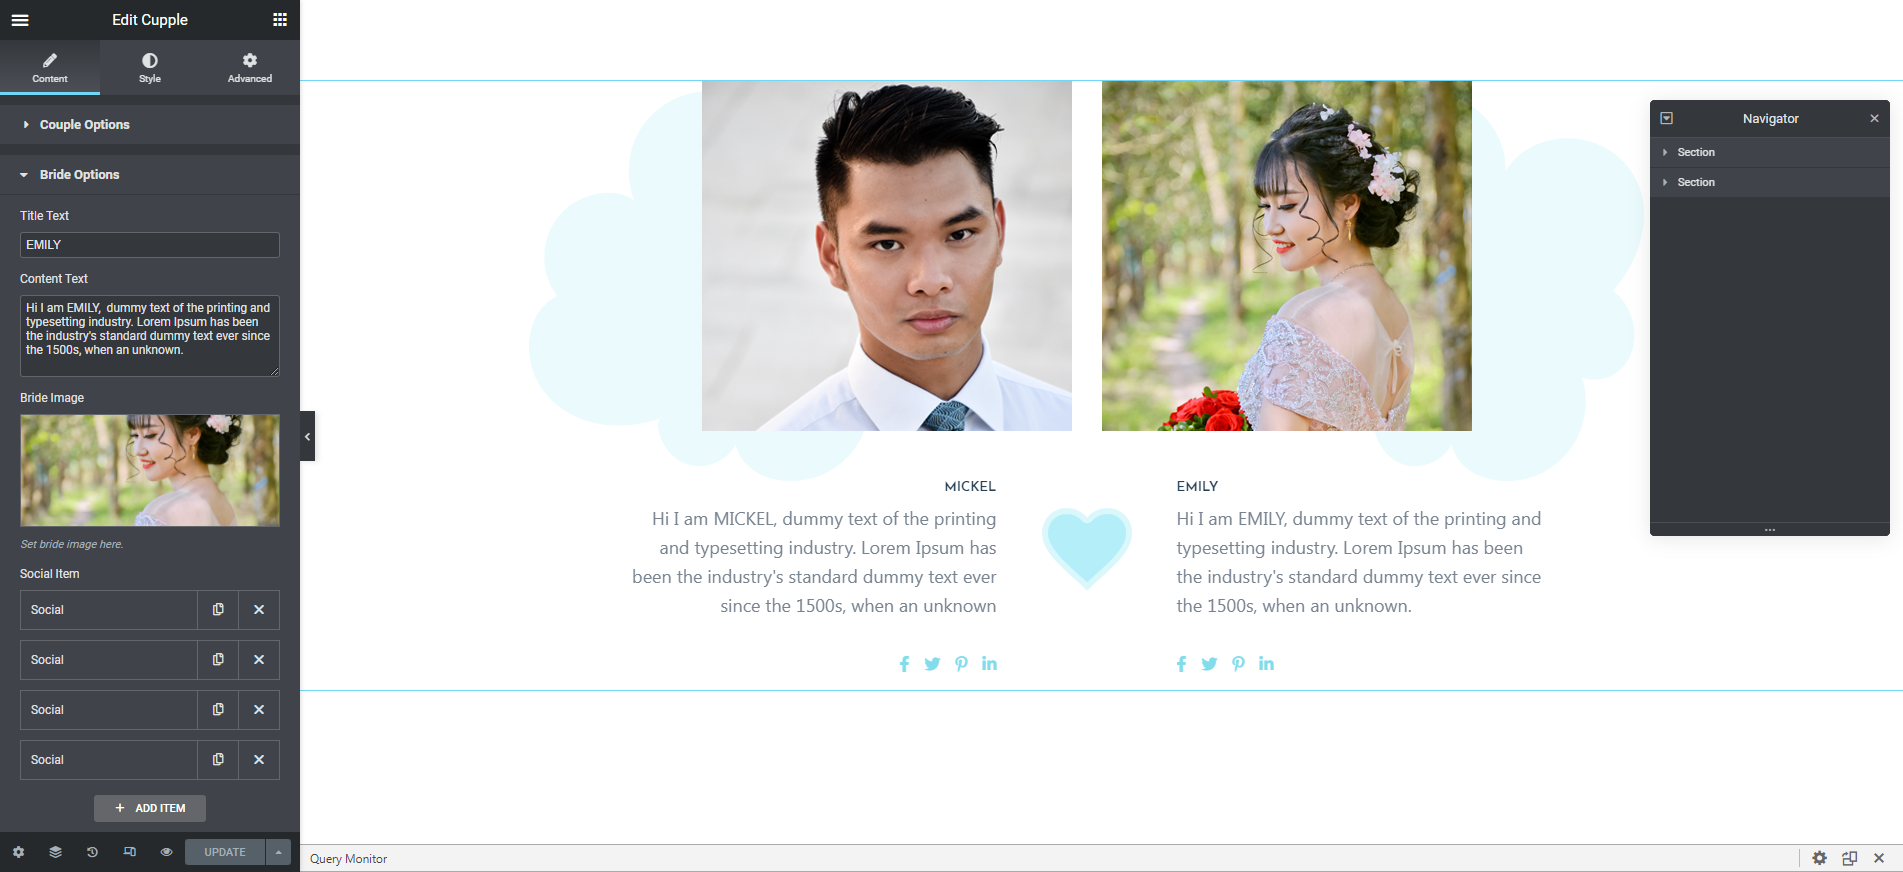 Edit Cupple
Content
Style
Advanced
Couple Options
Bride Options
Title Text
EMILY
Content Text
Hi I am EMILY,  dummy text of the printing and
typesetting industry. Lorem Ipsum has been
the industry's standard dummy text ever since
the 1500s, when an unknown.
Bride Image
Set bride image here.
Social Item
Social
Social
Social
Social
ADD ITEM
UPDATE
MICKEL
Hi I am MICKEL, dummy text of the printing
and typesetting industry. Lorem Ipsum has
been the industry's standard dummy text ever
since the 1500s, when an unknown
EMILY
Hi I am EMILY, dummy text of the printing and
typesetting industry. Lorem Ipsum has been
the industry's standard dummy text ever since
the 1500s, when an unknown.
Navigator
Section
Section
Query Monitor